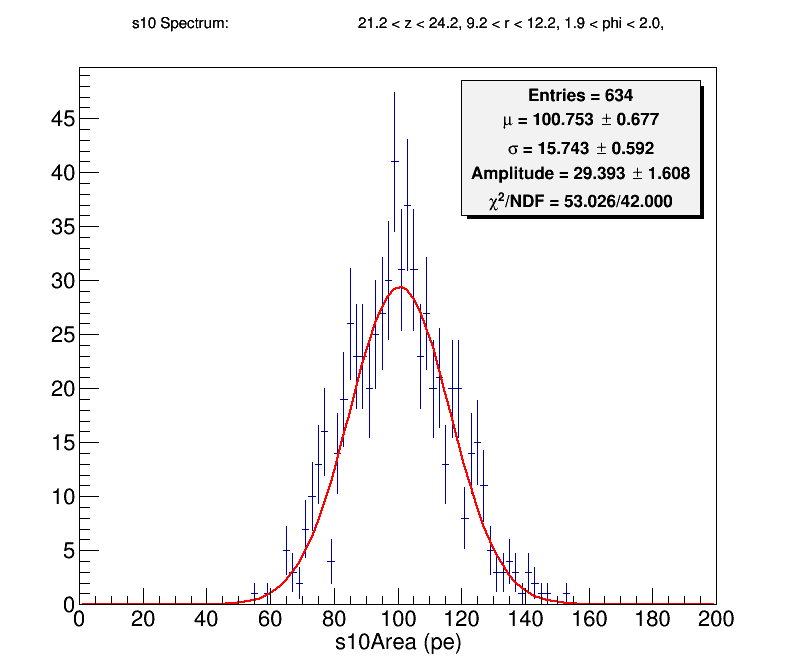 s10 Spectrum: 21.2 < z < 24.2, 9.2 < r < 12.2, 1.9 < phi < 2.0,
Entries = 634
μ = 100.753 ± 0.677
σ = 15.743 ± 0.592
Amplitude = 29.393 ± 1.608
χ²/NDF = 53.026/42.000
45
40
35
30
25
20
15
10
5
0
0 20 40 60 80 100 120 140 160 180 200
s10Area (pe)